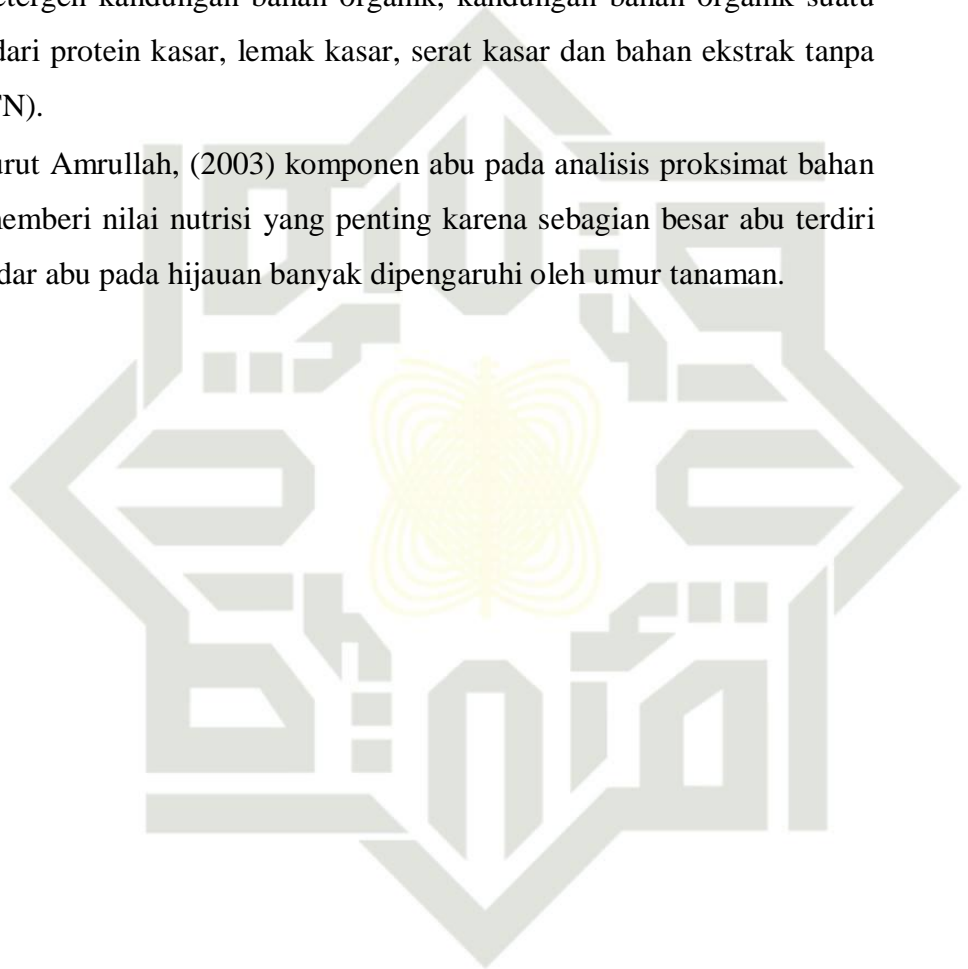 etergen kandungan bahan organik, kandungan bahan organik suatu
dari protein kasar, lemak kasar, serat kasar dan bahan ekstrak tanpa
N).
urut Amrullah, (2003) komponen abu pada analisis proksimat bahan
memberi nilai nutrisi yang penting karena sebagian besar abu terdiri
dar abu pada hijauan banyak dipengaruhi oleh umur tanaman.